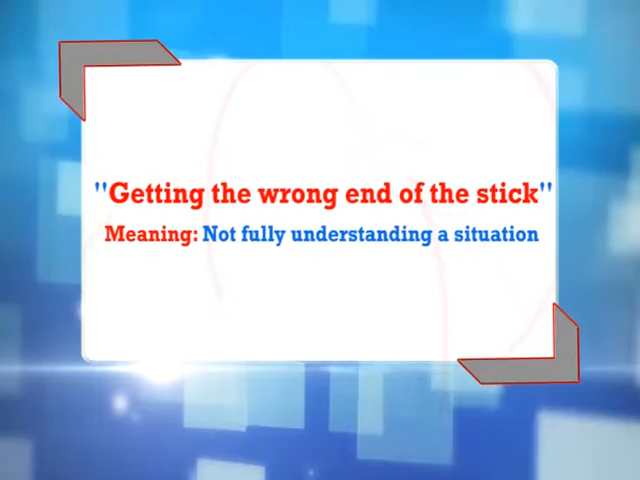 "Getting the wrong end of the stick"
Meaning: Not fully understanding a situation